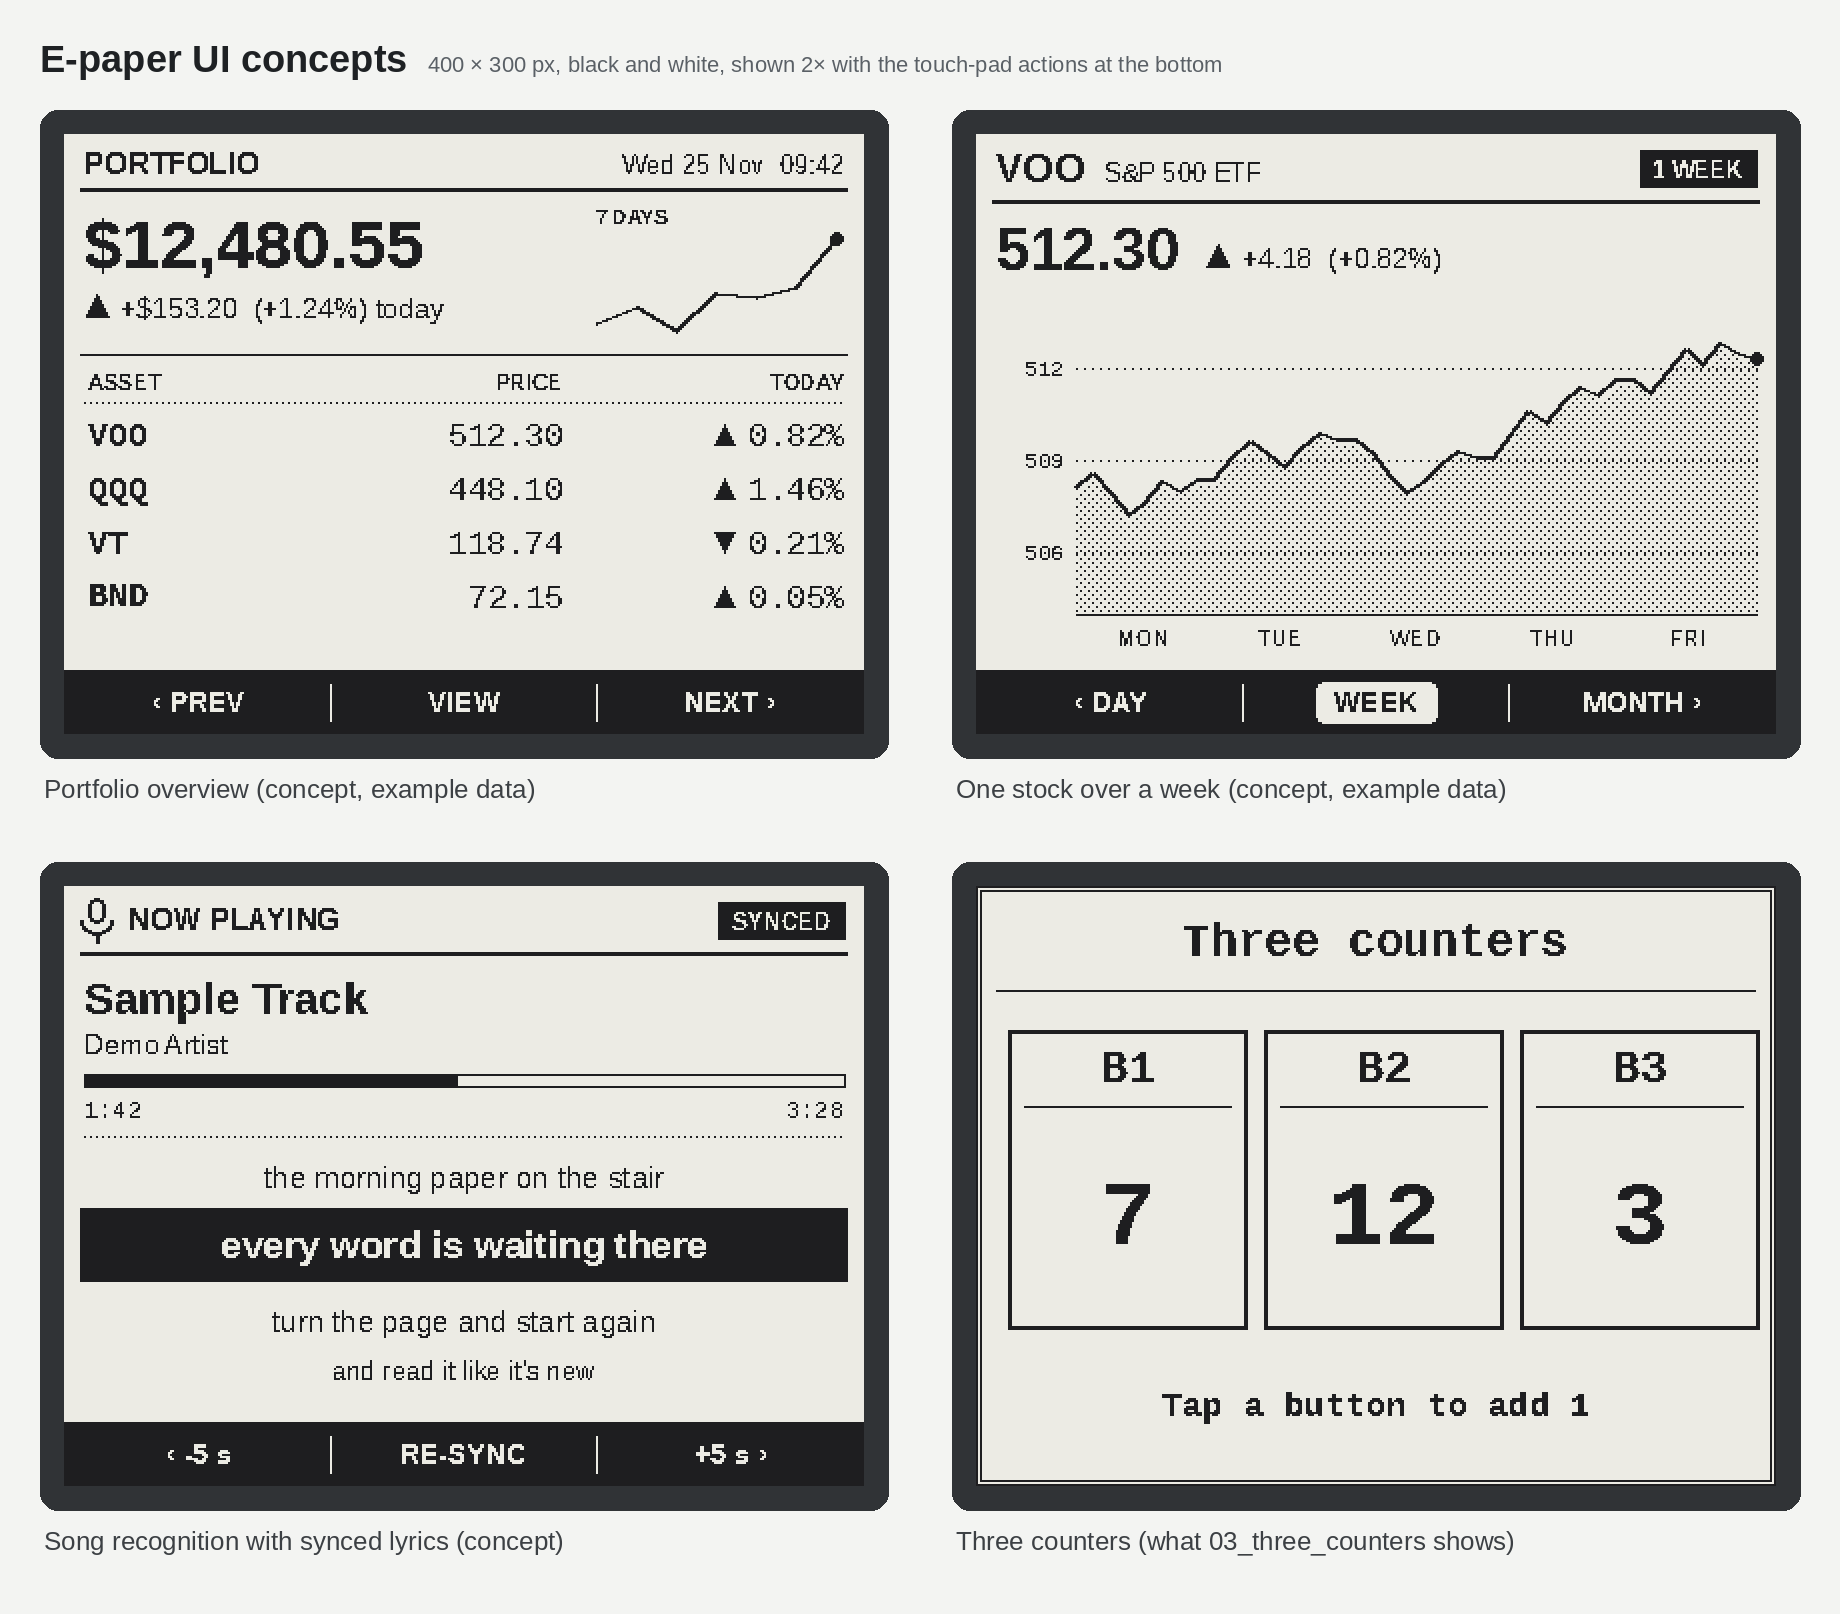 E-paper UI concepts 400 × 300 px, black and white, shown 2× with the touch-pad actions at the bottom
PORTFOLIO Wed 25 Nov 09:42
$12,480.55
7 DAYS
▲ +$153.20 (+1.24%) today
ASSET PRICE TODAY
VOO 512.30 ▲ 0.82%
QQQ 448.10 ▲ 1.46%
VT 118.74 ▼ 0.21%
BND 72.15 ▲ 0.05%
‹ PREV VIEW NEXT ›
Portfolio overview (concept, example data)
VOO S&P 500 ETF 1 WEEK
512.30 ▲ +4.18 (+0.82%)
512
509
506
MON TUE WED THU FRI
‹ DAY WEEK MONTH ›
One stock over a week (concept, example data)
NOW PLAYING SYNCED
Sample Track
Demo Artist
1:42 3:28
the morning paper on the stair
every word is waiting there
turn the page and start again
and read it like it's new
‹ -5 s RE-SYNC +5 s ›
Song recognition with synced lyrics (concept)
Three counters
B1 B2 B3
7 12 3
Tap a button to add 1
Three counters (what 03_three_counters shows)